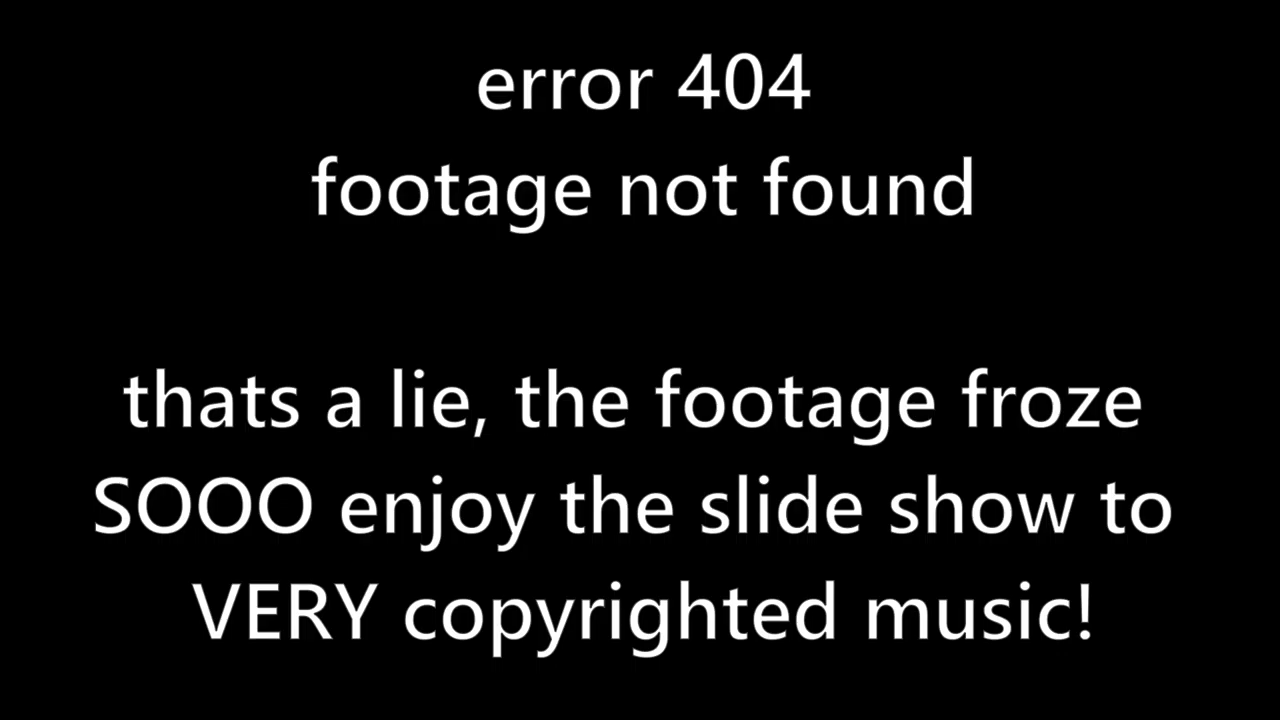 error 404
footage not found
thats a lie, the footage froze
SOOO enjoy the slide show to
VERY copyrighted music!